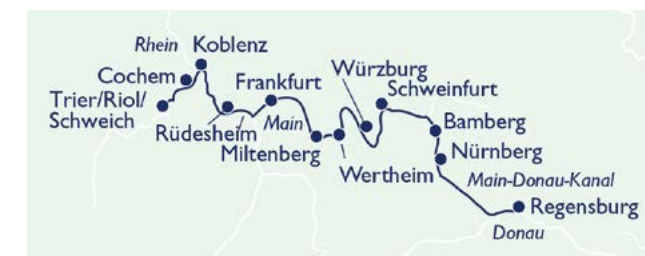 Rhein
Koblenz
Cochem
Trier/Riol/
Schweich
Rüdesheim
Frankfurt
Main
Miltenberg
Würzburg
Wertheim
Schweinfurt
Bamberg
Nürnberg
Main-Donau-Kanal
Regensburg
Donau